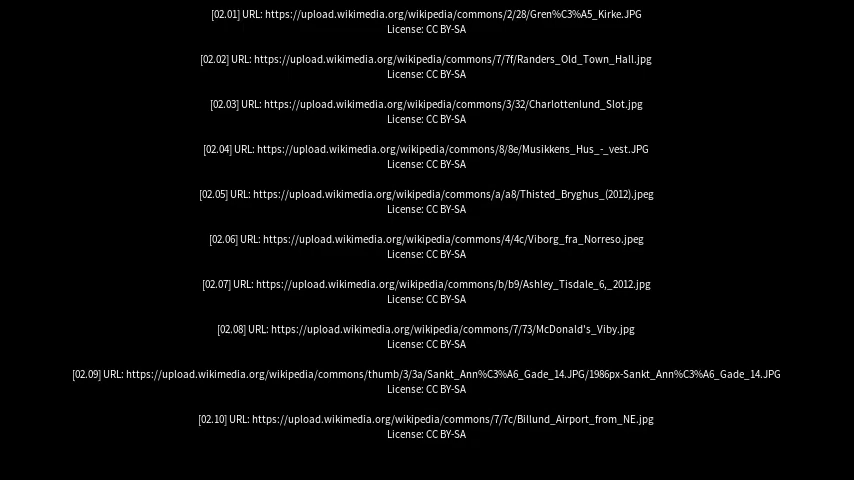 [02.01] URL: https://upload.wikimedia.org/wikipedia/commons/2/28/Gren%C3%A5_Kirke.JPG
License: CC BY-SA
[02.02] URL: https://upload.wikimedia.org/wikipedia/commons/7/7f/Randers_Old_Town_Hall.jpg
License: CC BY-SA
[02.03] URL: https://upload.wikimedia.org/wikipedia/commons/3/32/Charlottenlund_Slot.jpg
License: CC BY-SA
[02.04] URL: https://upload.wikimedia.org/wikipedia/commons/8/8e/Musikkens_Hus_-_vest.JPG
License: CC BY-SA
[02.05] URL: https://upload.wikimedia.org/wikipedia/commons/a/a8/Thisted_Bryghus_(2012).jpeg
License: CC BY-SA
[02.06] URL: https://upload.wikimedia.org/wikipedia/commons/4/4c/Viborg_fra_Norreso.jpeg
License: CC BY-SA
[02.07] URL: https://upload.wikimedia.org/wikipedia/commons/b/b9/Ashley_Tisdale_6,_2012.jpg
License: CC BY-SA
[02.08] URL: https://upload.wikimedia.org/wikipedia/commons/7/73/McDonald's_Viby.jpg
License: CC BY-SA
[02.09] URL: https://upload.wikimedia.org/wikipedia/commons/thumb/3/3a/Sankt_Ann%C3%A6_Gade_14.JPG/1986px-Sankt_Ann%C3%A6_Gade_14.JPG
License: CC BY-SA
[02.10] URL: https://upload.wikimedia.org/wikipedia/commons/7/7c/Billund_Airport_from_NE.jpg
License: CC BY-SA